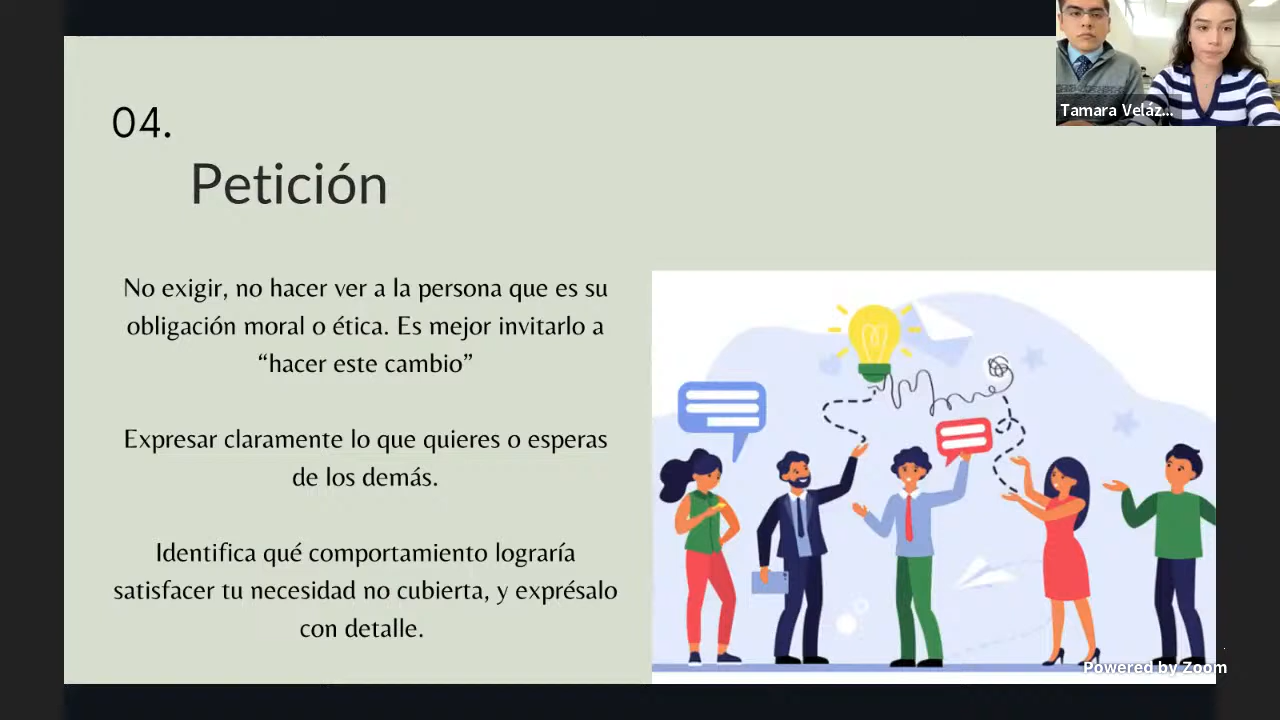 04.
Petición
No exigir, no hacer ver a la persona que es su
obligación moral o ética. Es mejor invitarlo a
“hacer este cambio”
Expresar claramente lo que quieres o esperas
de los demás.
Identifica qué comportamiento lograría
satisfacer tu necesidad no cubierta, y exprésalo
con detalle.
Tamara Veláz...
Powered by Zoom